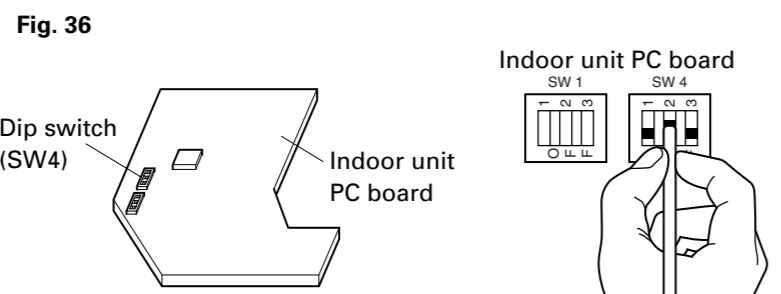 Fig. 36
Dip switch
(SW4)
Indoor unit
PC board
Indoor unit PC board
SW 1
SW 4
1 2 3
OFF
1 2 3